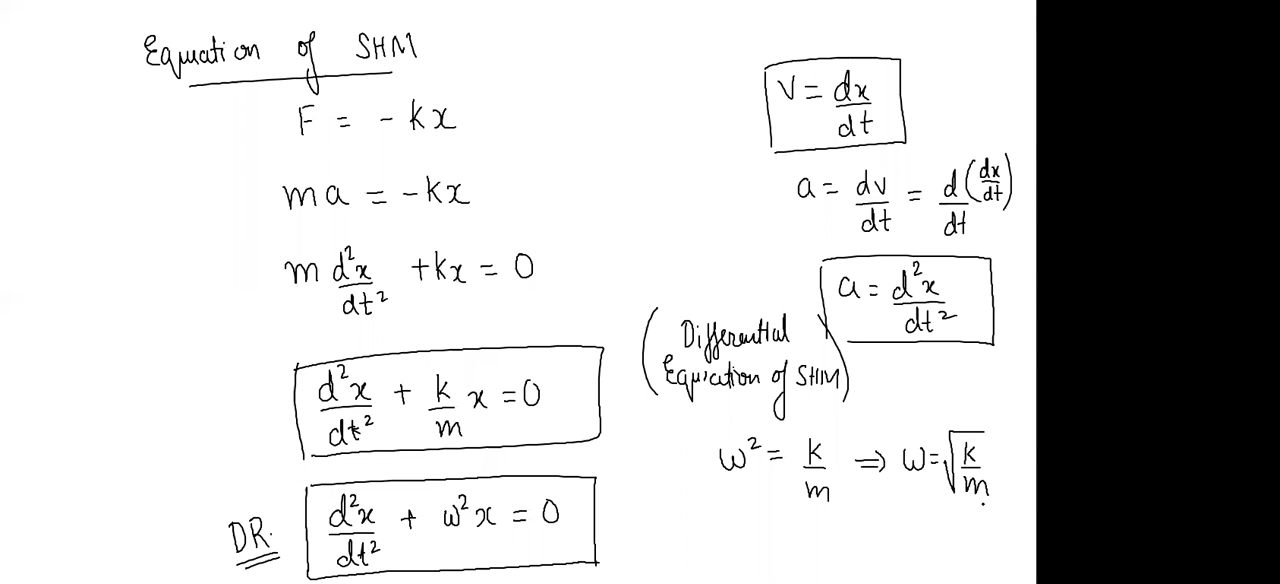 Equation of SHM
F = - kx
ma = -kx
m d²x/dt² + kx = 0
d²x/dt² + k/m x = 0
DR. d²x/dt² + ω²x = 0
V = dx/dt
a = dv/dt = d/dt (dx/dt)
a = d²x/dt²
(Differential
Equation of SHM)
ω² = k/m ⇒ ω = √(k/m)